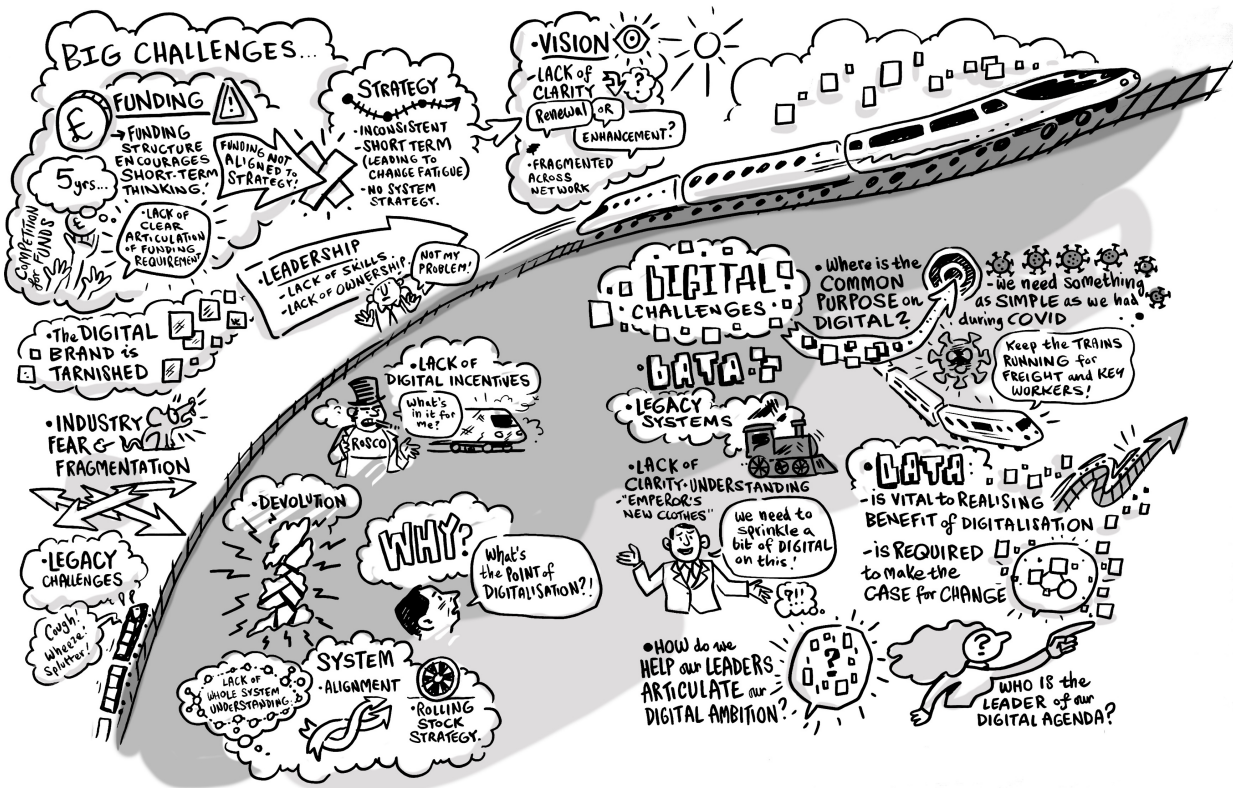 BIG CHALLENGES...
FUNDING
£
→ FUNDING
STRUCTURE
ENCOURAGES
SHORT-TERM
THINKING!
5 yrs...
£
COMPETITION
for FUNDS
• LACK of
CLEAR
ARTICULATION
of FUNDING
REQUIREMENT
FUNDING NOT
ALIGNED to
STRATEGY!
STRATEGY
• INCONSISTENT
- SHORT TERM
(LEADING TO
CHANGE FATIGUE)
- NO SYSTEM
STRATEGY.
• VISION
- LACK of
CLARITY
?
Renewal OR
ENHANCEMENT?
• FRAGMENTED
ACROSS
NETWORK
• LEADERSHIP
- LACK of SKILLS
- LACK of OWNERSHIP
NOT MY
PROBLEM!
• The DIGITAL
BRAND is
TARNISHED
• INDUSTRY
FEAR &
FRAGMENTATION
• LEGACY
CHALLENGES
Cough!
Wheeze!
Splutter!
• LACK of
DIGITAL INCENTIVES
What's
in it for
me?
ROSCO
• DEVOLUTION
WHY?
What's
the POINT of
DIGITALISATION?!
LACK of
WHOLE SYSTEM
UNDERSTANDING
SYSTEM
• ALIGNMENT
• ROLLING
STOCK
STRATEGY.
DIGITAL
CHALLENGES
• Where is the
COMMON
PURPOSE on
DIGITAL?
- We need something
as SIMPLE as we had
during COVID
Keep the TRAINS
RUNNING for
FREIGHT and KEY
WORKERS!
• DATA
• LEGACY
SYSTEMS
• LACK of
CLARITY • UNDERSTANDING
- "EMPEROR'S
NEW CLOTHES"
We need to
sprinkle a
bit of DIGITAL
on this!
?!!
• DATA
- is VITAL to REALISING
BENEFIT of DIGITALISATION
- is REQUIRED
to make the
CASE for CHANGE
• HOW do we
HELP our LEADERS
ARTICULATE our
DIGITAL AMBITION?
?
?
WHO IS the
LEADER of our
DIGITAL AGENDA?